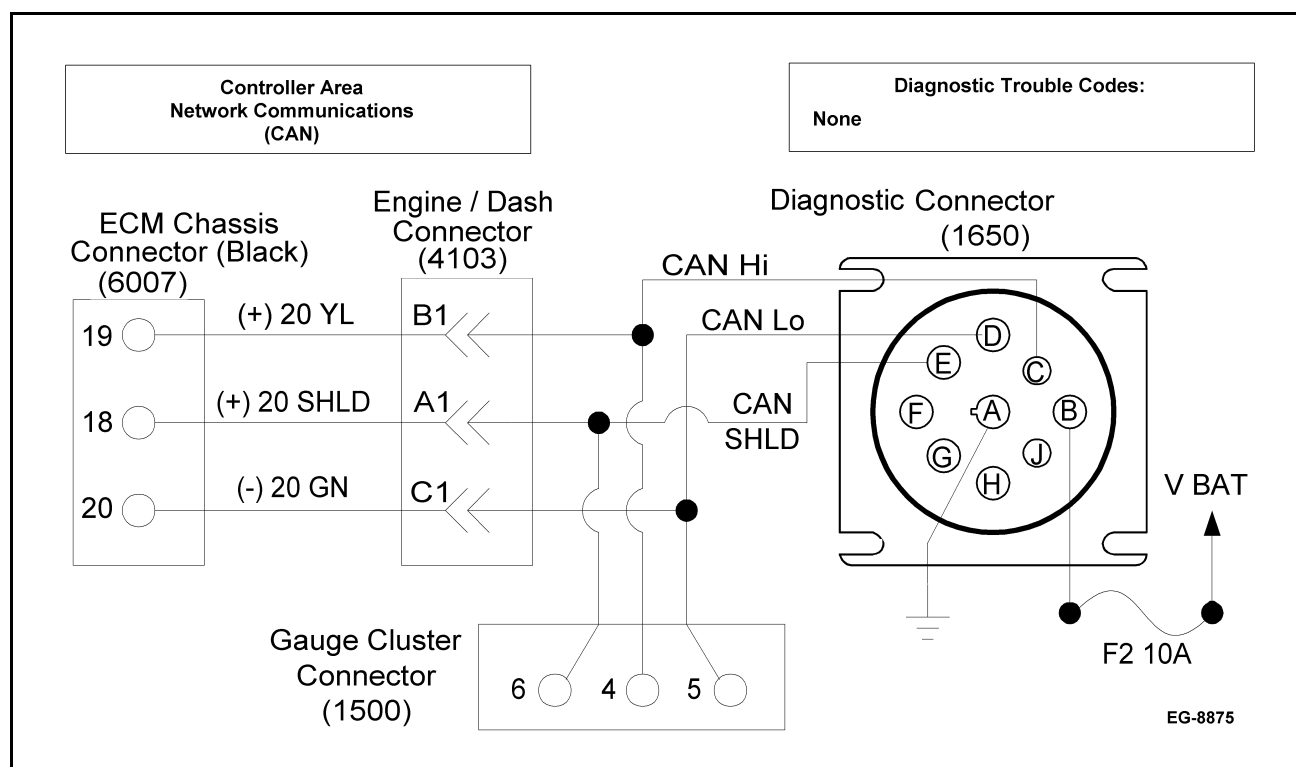 Controller Area
Network Communications
(CAN)
Diagnostic Trouble Codes:
None
ECM Chassis
Connector (Black)
(6007)
Engine / Dash
Connector
(4103)
Diagnostic Connector
(1650)
CAN Hi
CAN Lo
CAN
SHLD
19
(+) 20 YL
B1
18
(+) 20 SHLD
A1
20
(-) 20 GN
C1
D
E
C
F
A
B
G
J
H
V BAT
F2 10A
Gauge Cluster
Connector
(1500)
6
4
5
EG-8875